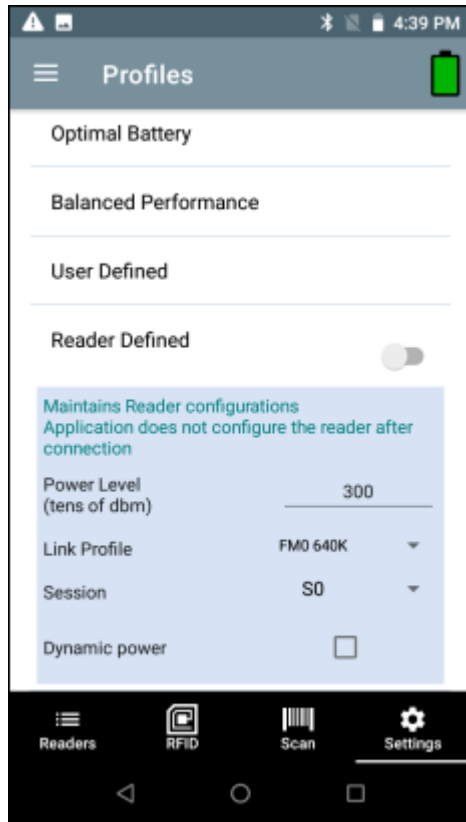 4:39 PM
Profiles
Optimal Battery
Balanced Performance
User Defined
Reader Defined
Maintains Reader configurations
Application does not configure the reader after
connection
Power Level
(tens of dbm)
300
Link Profile
FM0 640K
Session
S0
Dynamic power
Readers
RFID
Scan
Settings